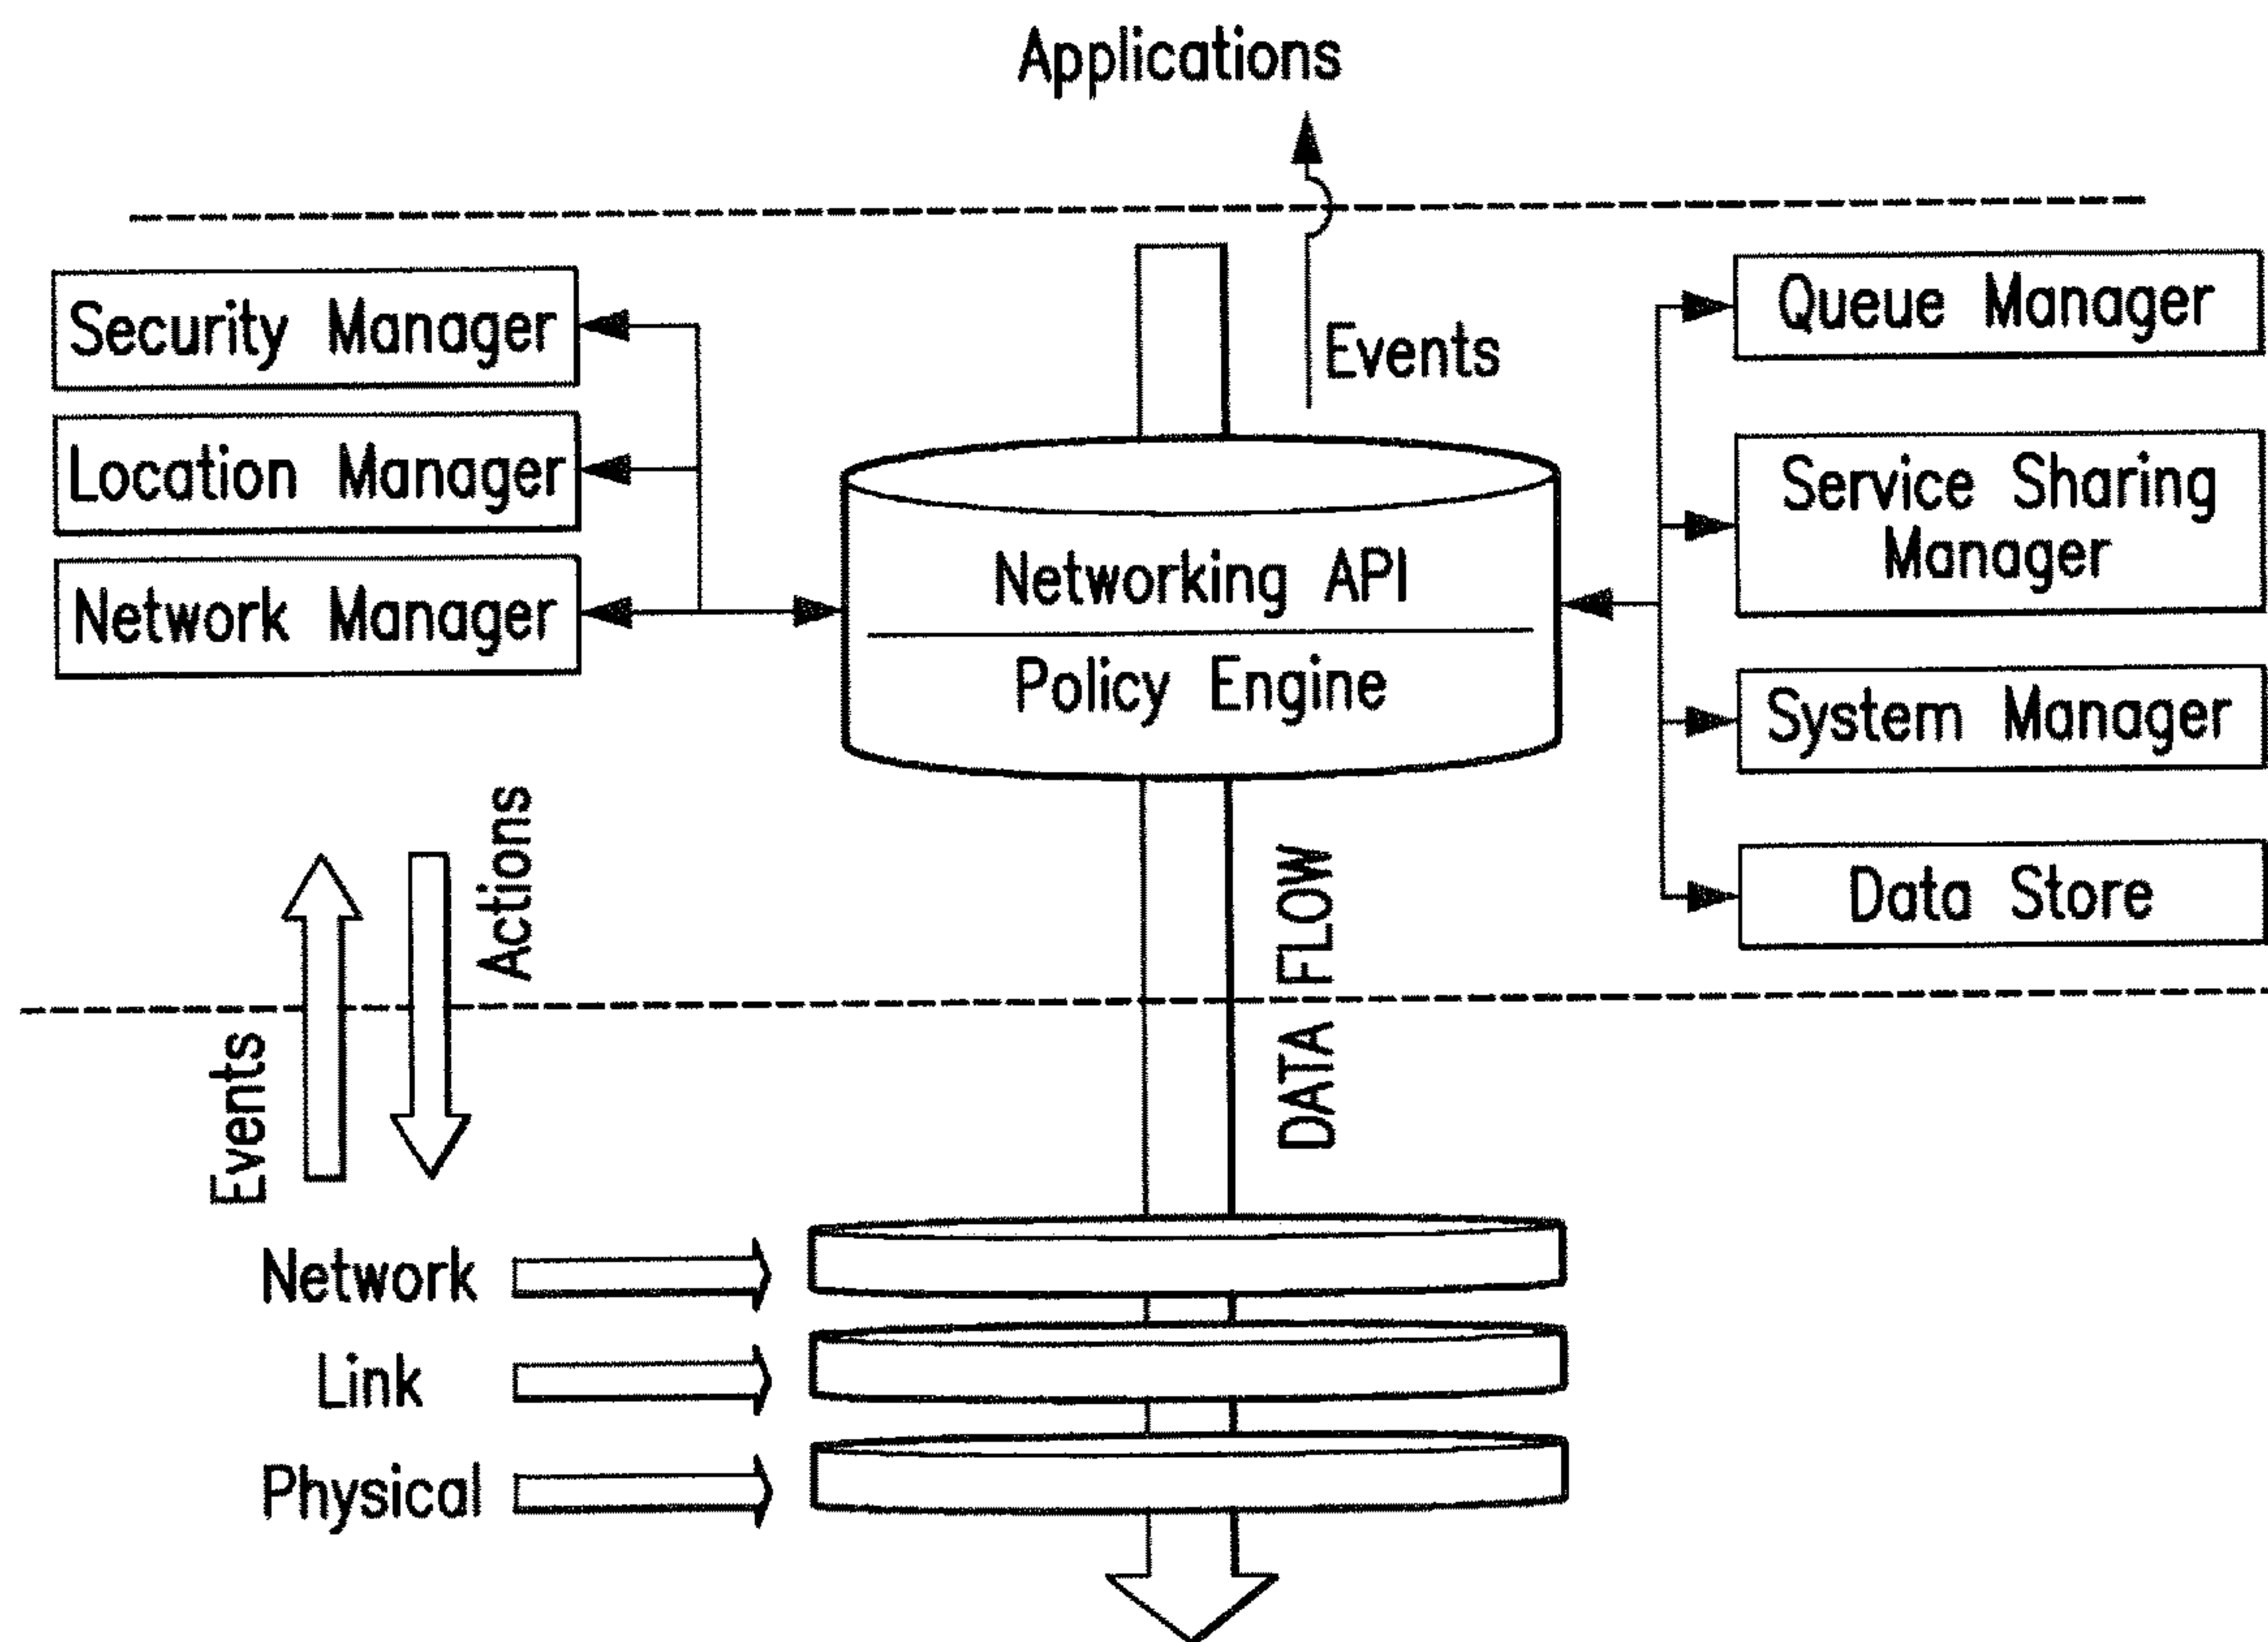 Applications
Events
Security Manager
Location Manager
Network Manager
Networking API
Policy Engine
Queue Manager
Service Sharing
Manager
System Manager
Data Store
Events
Actions
DATA FLOW
Network
Link
Physical